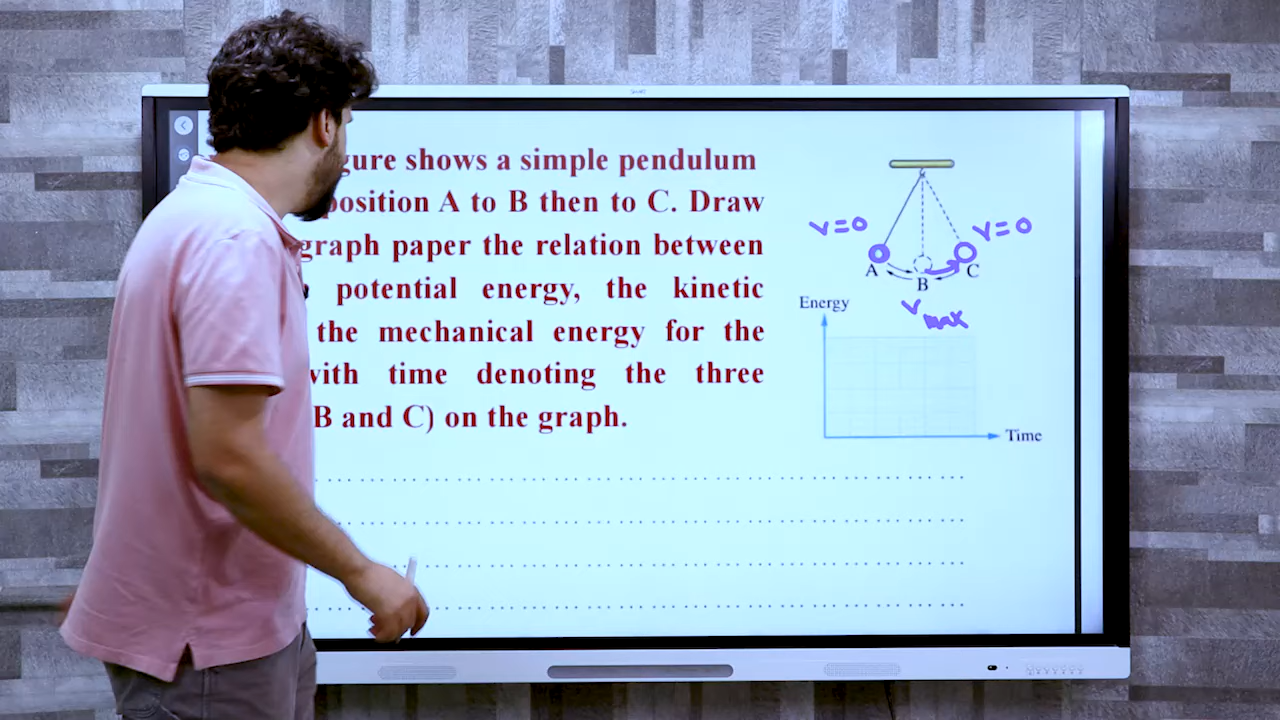 gure shows a simple pendulum
position A to B then to C. Draw
graph paper the relation between
potential energy, the kinetic
the mechanical energy for the
with time denoting the three
B and C) on the graph.
v=0
v=0
A
B
C
v max
Energy
Time